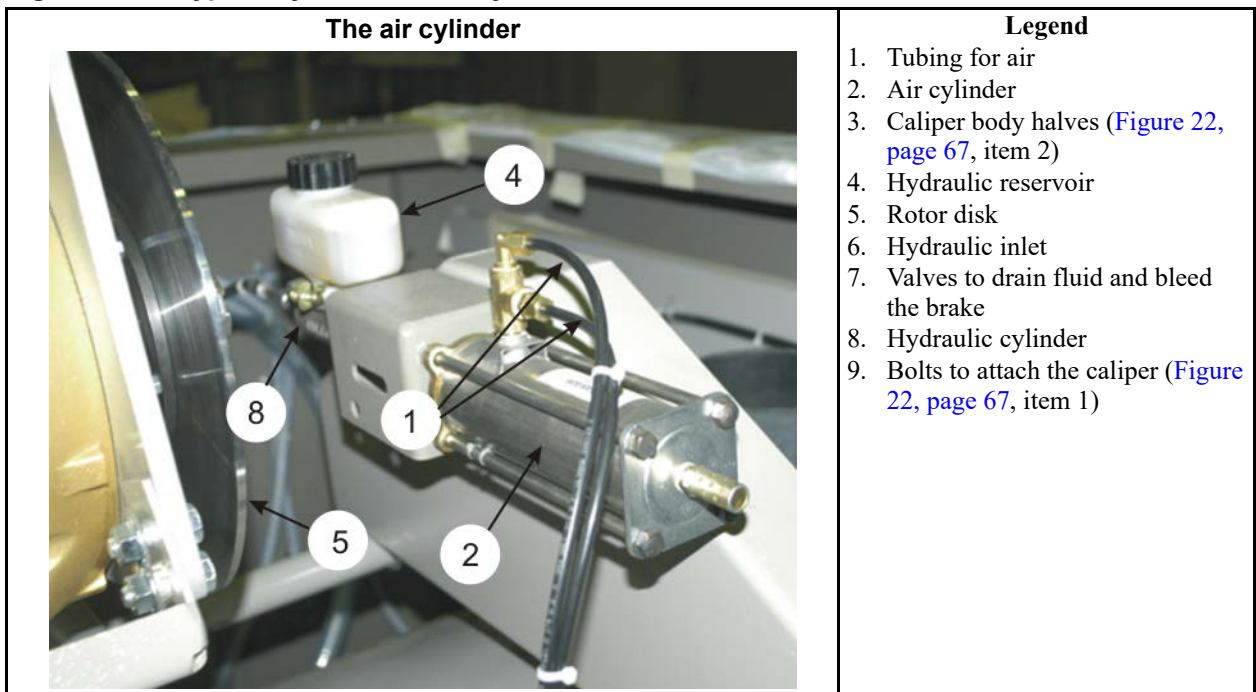 The air cylinder
4
8
1
5
2
Legend
1. Tubing for air
2. Air cylinder
3. Caliper body halves (Figure 22,
page 67, item 2)
4. Hydraulic reservoir
5. Rotor disk
6. Hydraulic inlet
7. Valves to drain fluid and bleed
the brake
8. Hydraulic cylinder
9. Bolts to attach the caliper (Figure
22, page 67, item 1)